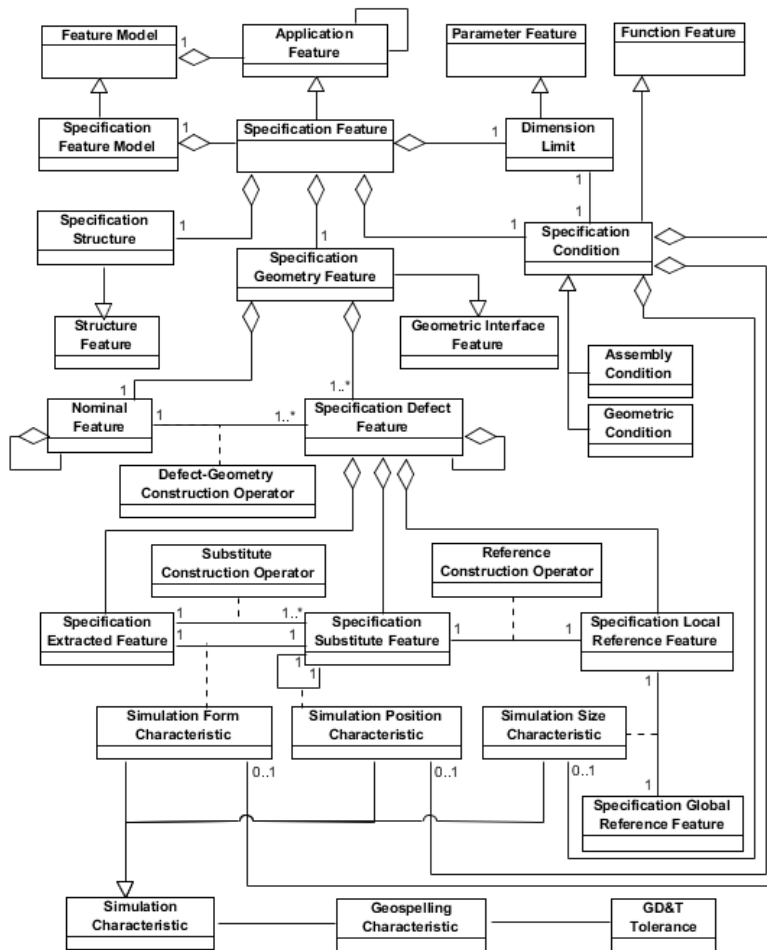 Feature Model
Application
Feature
Parameter Feature
Function Feature
1
Specification
Feature Model
1
Specification Feature
1
Dimension
Limit
1
1
Specification
Structure
1
1
Specification
Geometry Feature
1
Specification
Condition
Structure
Feature
Geometric Interface
Feature
Assembly
Condition
Geometric
Condition
1
1..*
Nominal
Feature
1
1..*
Specification Defect
Feature
Defect-Geometry
Construction Operator
Substitute
Construction Operator
Reference
Construction Operator
Specification
Extracted Feature
1
1..*
1
1
Specification
Substitute Feature
1
1
Specification Local
Reference Feature
1
1
1
Simulation Form
Characteristic
Simulation Position
Characteristic
Simulation Size
Characteristic
0..1
0..1
0..1
1
Specification Global
Reference Feature
Simulation
Characteristic
Geospelling
Characteristic
GD&T
Tolerance